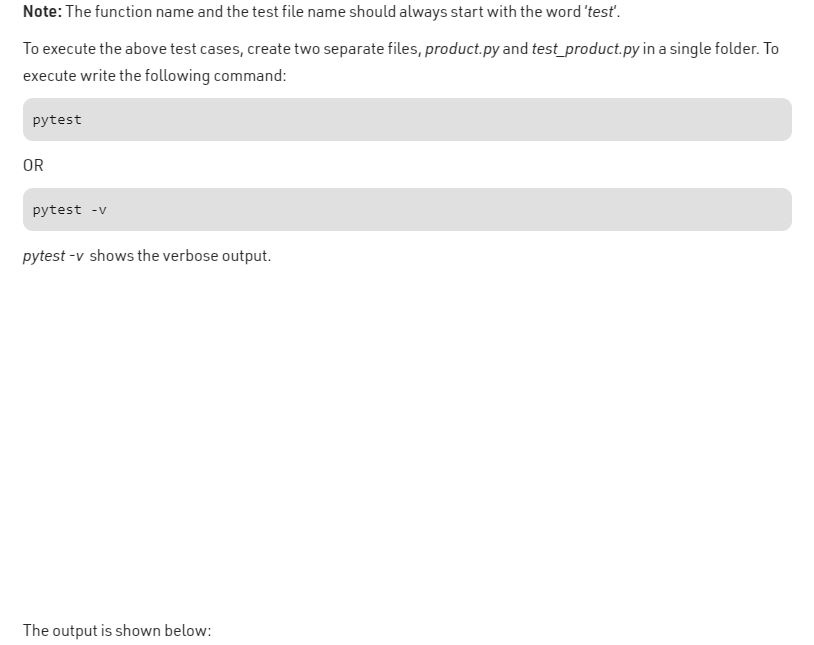 Note: The function name and the test file name should always start with the word 'test'.
To execute the above test cases, create two separate files, product.py and test_product.py in a single folder. To
execute write the following command:
pytest
OR
pytest -v
pytest -v shows the verbose output.
The output is shown below: